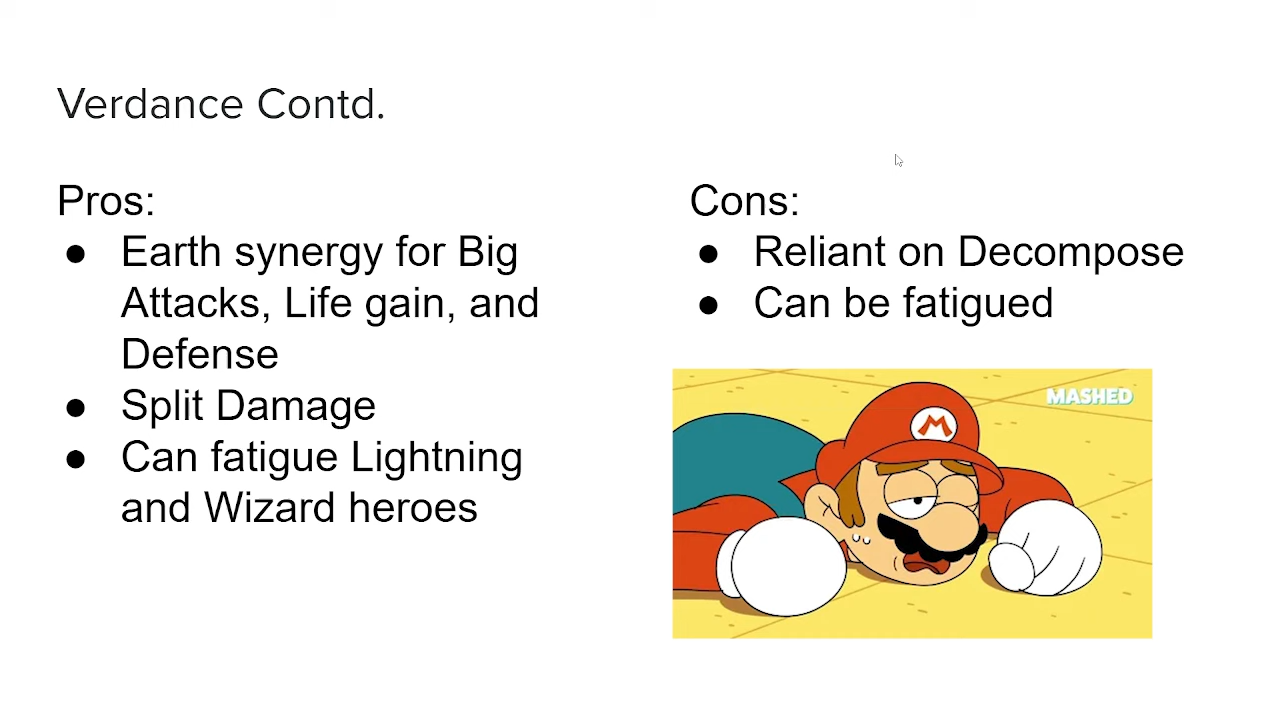 Verdance Contd.
Pros:
● Earth synergy for Big
Attacks, Life gain, and
Defense
● Split Damage
● Can fatigue Lightning
and Wizard heroes
Cons:
● Reliant on Decompose
● Can be fatigued
MASHED
M